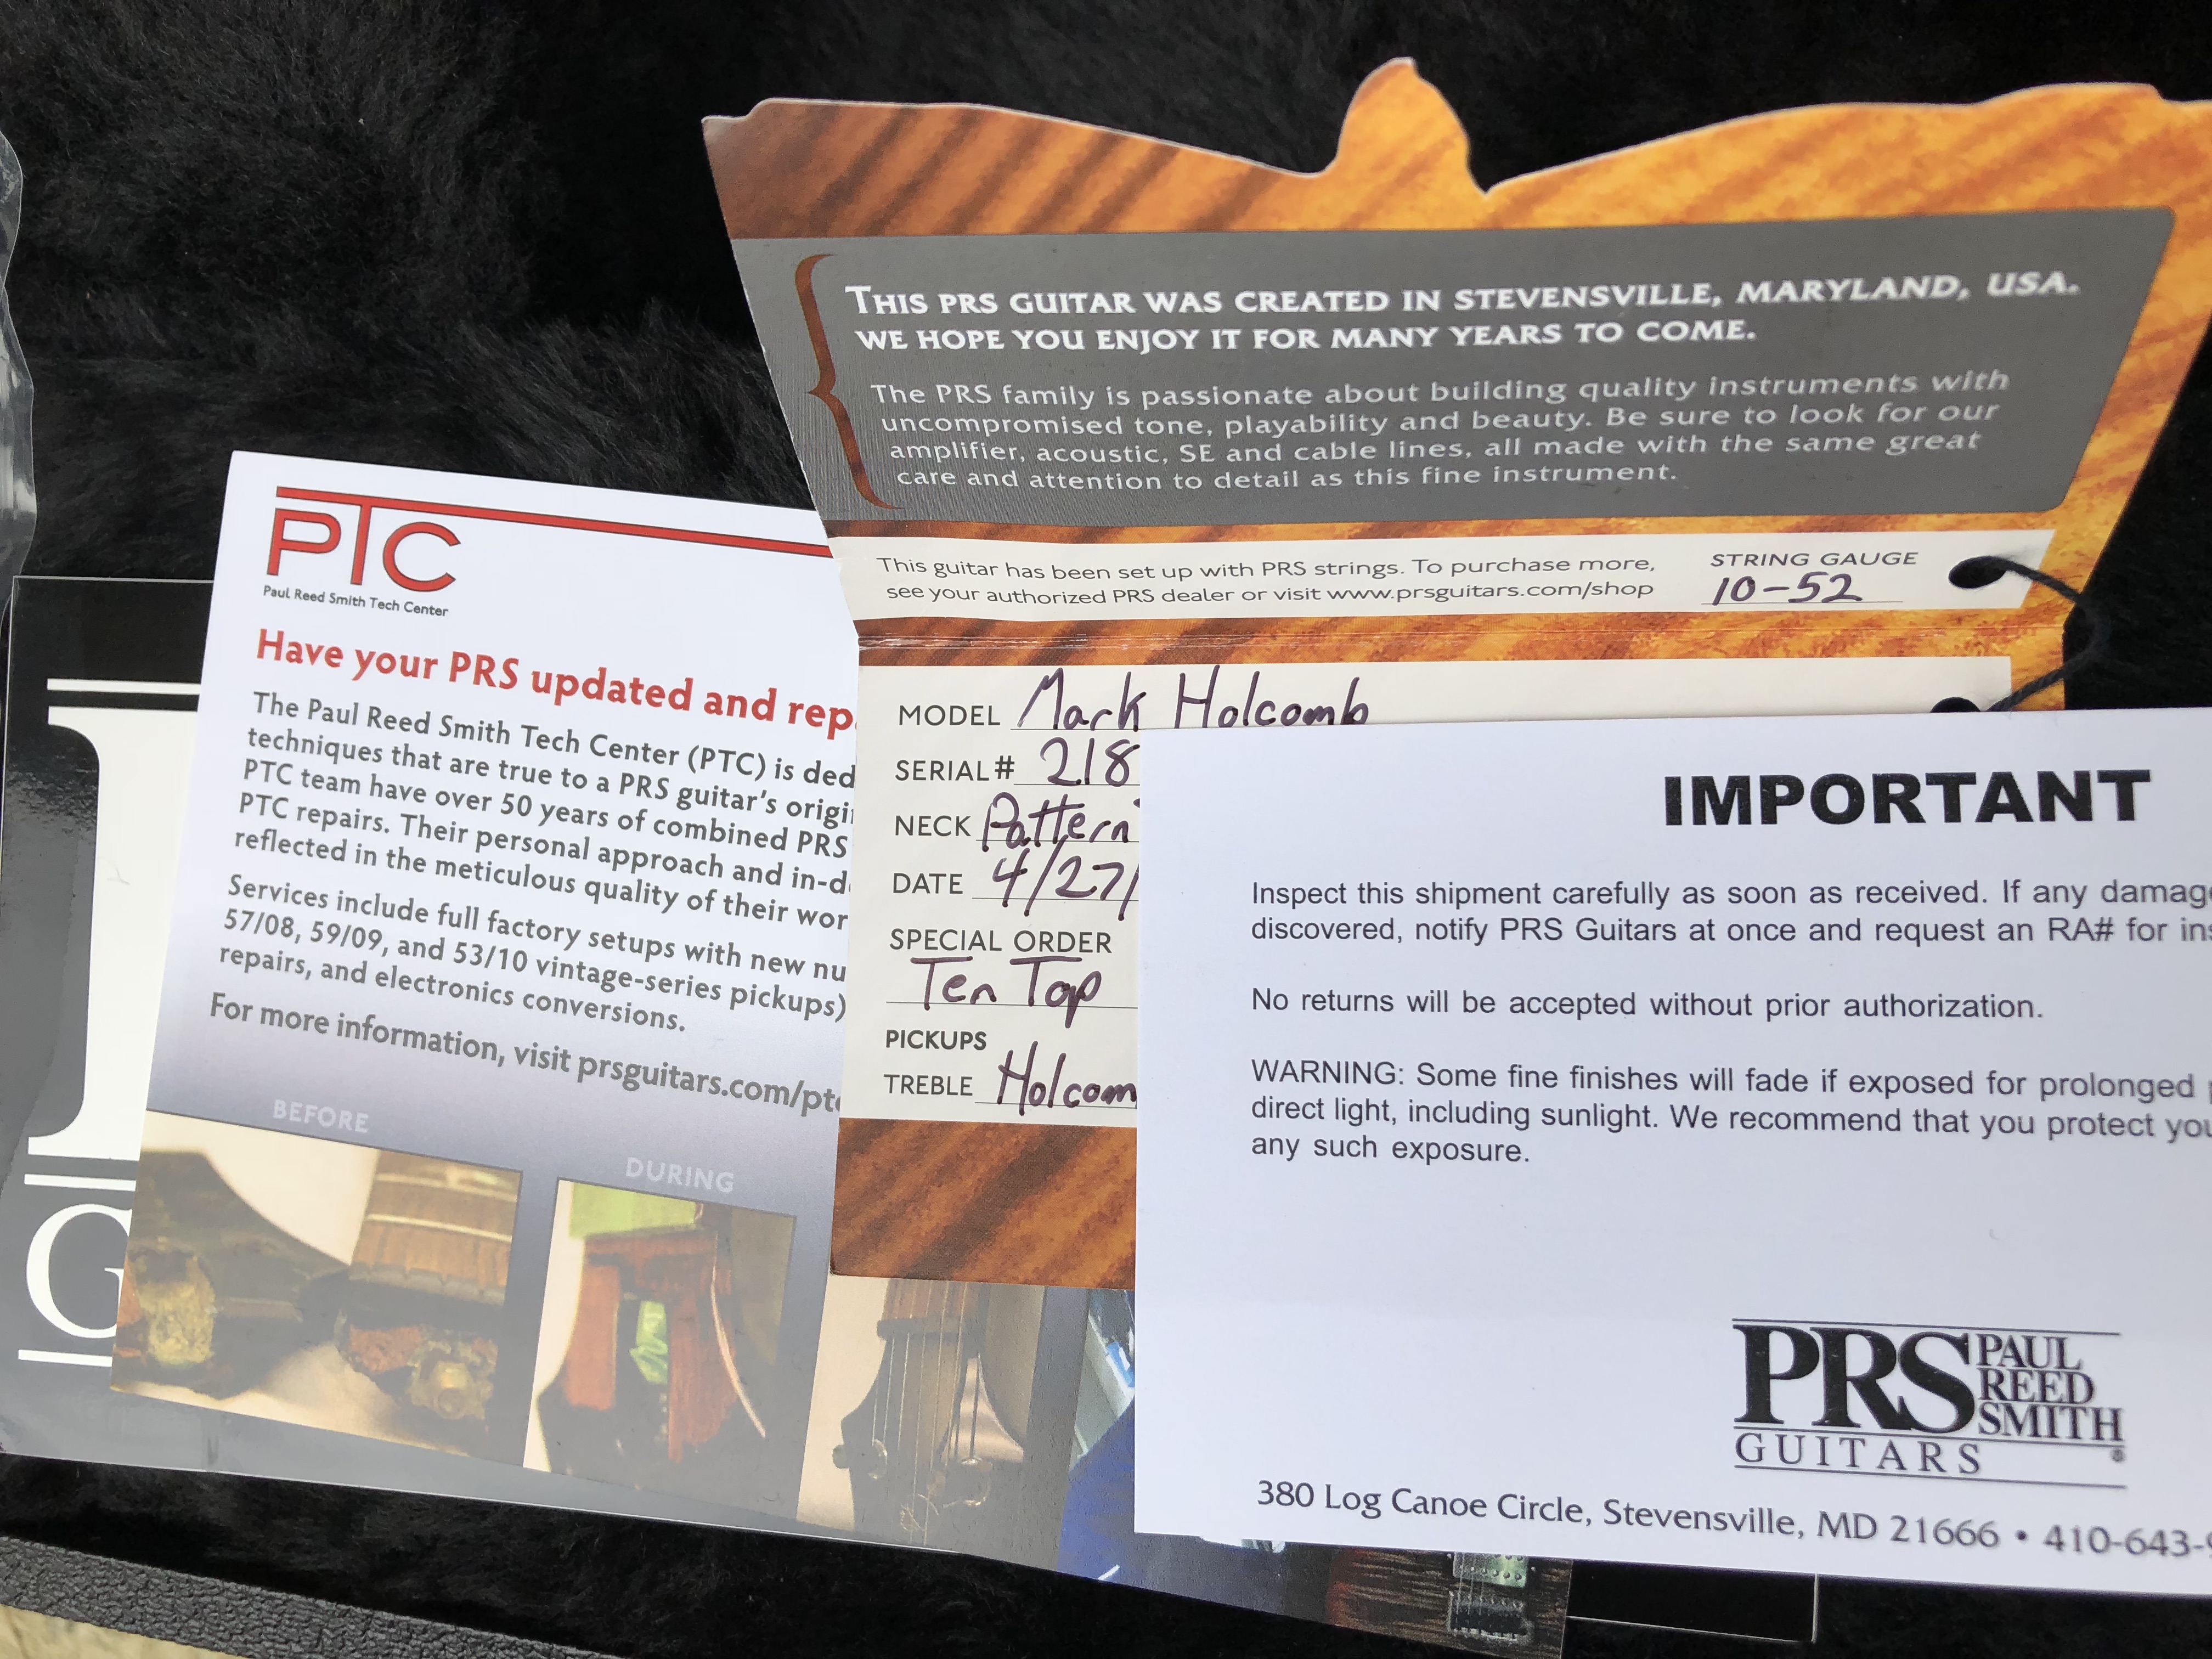 THIS PRS GUITAR WAS CREATED IN STEVENSVILLE, MARYLAND, USA.
WE HOPE YOU ENJOY IT FOR MANY YEARS TO COME.
The PRS family is passionate about building quality instruments with
uncompromised tone, playability and beauty. Be sure to look for our
amplifier, acoustic, SE and cable lines, all made with the same great
care and attention to detail as this fine instrument.
This guitar has been set up with PRS strings. To purchase more,
see your authorized PRS dealer or visit www.prsguitars.com/shop
STRING GAUGE
10-52
MODEL Mark Holcomb
SERIAL# 218
NECK Pattern
DATE 4/27/
SPECIAL ORDER
Ten Top
PICKUPS
TREBLE Holcom
PTC
Paul Reed Smith Tech Center
Have your PRS updated and rep
The Paul Reed Smith Tech Center (PTC) is ded
techniques that are true to a PRS guitar's origi
PTC team have over 50 years of combined PRS
PTC repairs. Their personal approach and in-d
reflected in the meticulous quality of their wor
Services include full factory setups with new nu
57/08, 59/09, and 53/10 vintage-series pickups)
repairs, and electronics conversions.
For more information, visit prsguitars.com/ptc
BEFORE
DURING
G
IMPORTANT
Inspect this shipment carefully as soon as received. If any damag
discovered, notify PRS Guitars at once and request an RA# for ins
No returns will be accepted without prior authorization.
WARNING: Some fine finishes will fade if exposed for prolonged p
direct light, including sunlight. We recommend that you protect you
any such exposure.
PRS PAUL
REED
SMITH
GUITARS
380 Log Canoe Circle, Stevensville, MD 21666 • 410-643-9